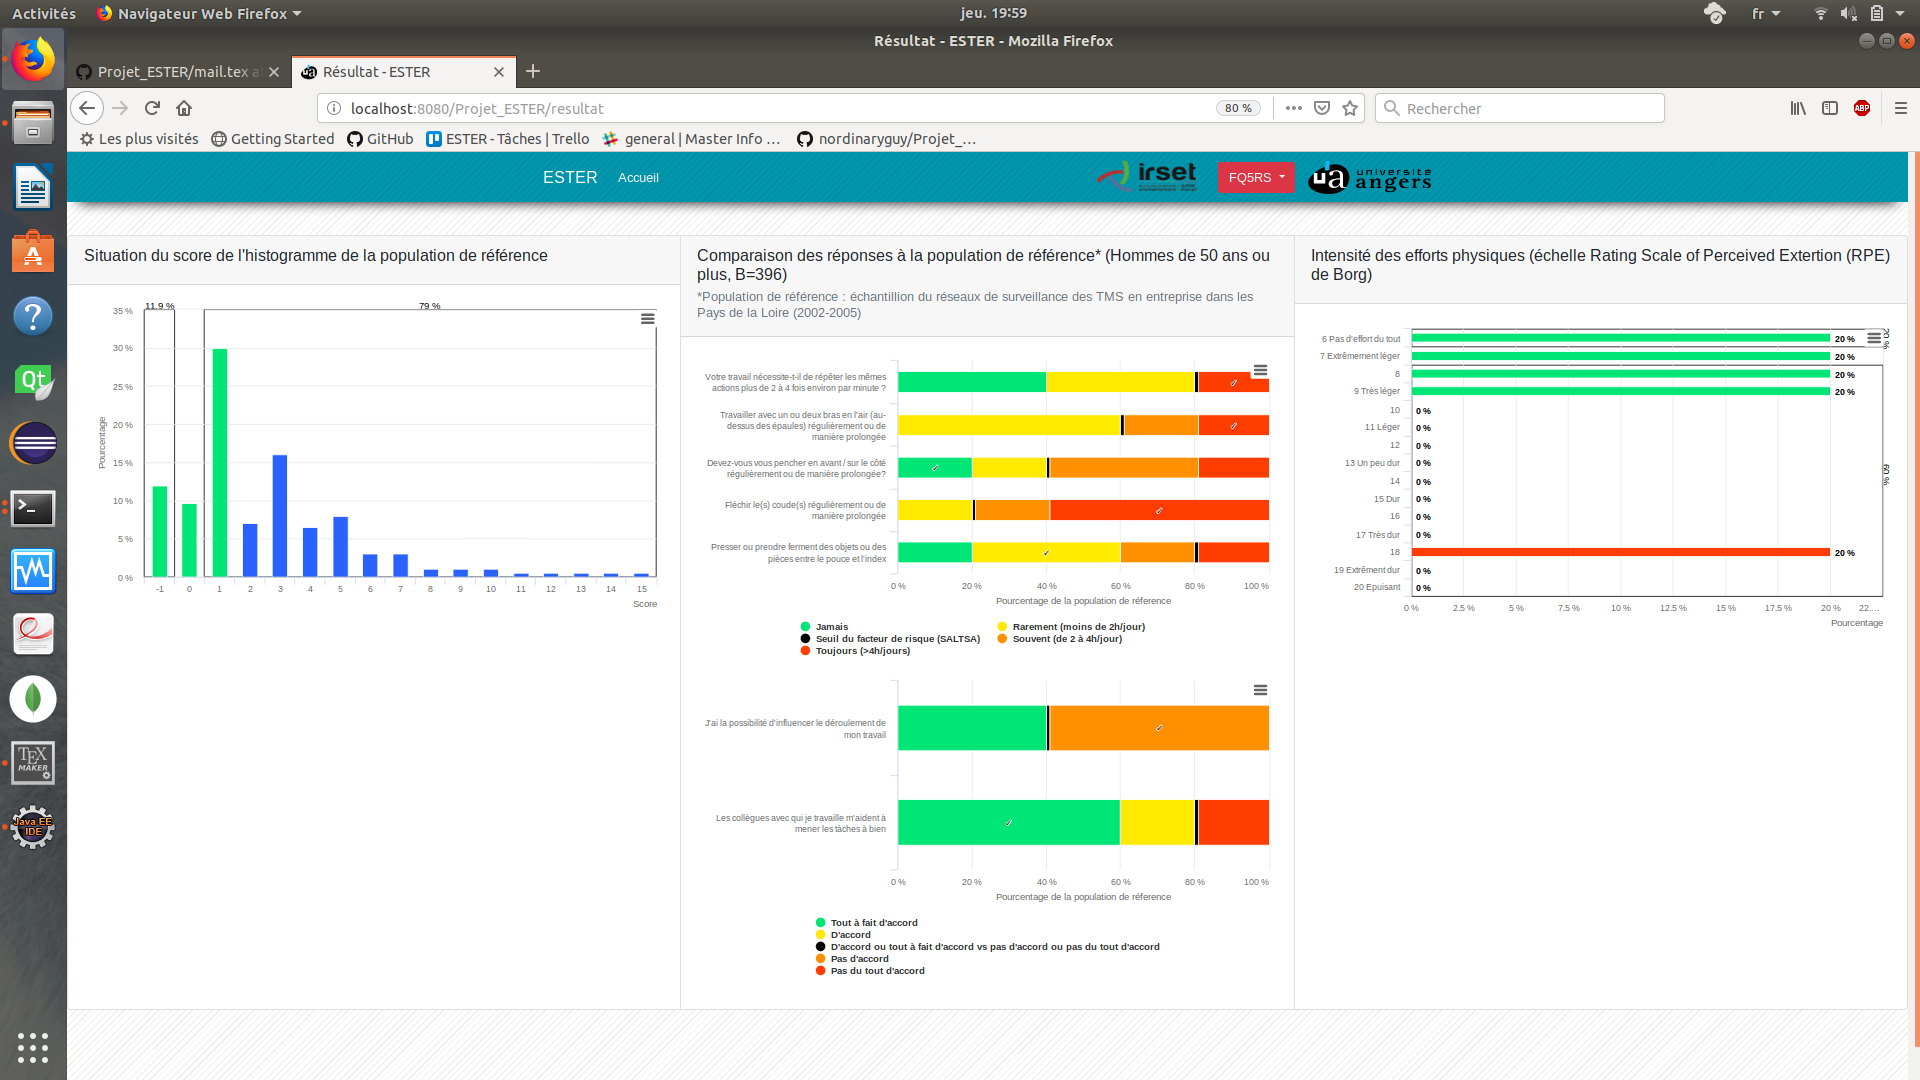 Activités
Navigateur Web Firefox
jeu. 19:59
fr
Résultat - ESTER - Mozilla Firefox
Projet_ESTER/mail.tex a
Résultat - ESTER
localhost:8080/Projet_ESTER/resultat
80 %
Rechercher
ABP
Les plus visités
Getting Started
GitHub
ESTER - Tâches | Trello
general | Master Info ...
nordinaryguy/Projet_...
ESTER
Accueil
irset
FQ5RS
ua université
angers
Situation du score de l'histogramme de la population de référence
11.9 %
79 %
35 %
30 %
25 %
20 %
15 %
10 %
5 %
0 %
Pourcentage
-1 0 1 2 3 4 5 6 7 8 9 10 11 12 13 14 15
Score
Comparaison des réponses à la population de référence* (Hommes de 50 ans ou
plus, B=396)
*Population de référence : échantillion du réseaux de surveillance des TMS en entreprise dans les
Pays de la Loire (2002-2005)
Votre travail nécessite-t-il de répêter les mêmes
actions plus de 2 à 4 fois environ par minute ?
Travailler avec un ou deux bras en l'air (au-
dessus des épaules) régulièrement ou de
manière prolongée
Devez-vous vous pencher en avant / sur le côté
régulièrement ou de manière prolongée?
Fléchir le(s) coude(s) régulièrement ou de
manière prolongée
Presser ou prendre ferment des objets ou des
pièces entre le pouce et l'index
0 % 20 % 40 % 60 % 80 % 100 %
Pourcentage de la population de réference
Jamais
Rarement (moins de 2h/jour)
Seuil du facteur de risque (SALTSA)
Souvent (de 2 à 4h/jour)
Toujours (>4h/jours)
J'ai la possibilité d'influencer le déroulement de
mon travail
Les collègues avec qui je travaille m'aident à
mener les tâches à bien
0 % 20 % 40 % 60 % 80 % 100 %
Pourcentage de la population de réference
Tout à fait d'accord
D'accord
D'accord ou tout à fait d'accord vs pas d'accord ou pas du tout d'accord
Pas d'accord
Pas du tout d'accord
Intensité des efforts physiques (échelle Rating Scale of Perceived Extertion (RPE)
de Borg)
6 Pas d'effort du tout 20 %
7 Extrêmement léger 20 %
8 20 %
9 Très léger 20 %
10 0 %
11 Léger 0 %
12 0 %
13 Un peu dur 0 %
14 0 %
15 Dur 0 %
16 0 %
17 Très dur 0 %
18 20 %
19 Extrêment dur 0 %
20 Epuisant 0 %
20 %
60 %
0 % 2.5 % 5 % 7.5 % 10 % 12.5 % 15 % 17.5 % 20 % 22....
Pourcentage
Qt
TEX
MAKER
Java EE
IDE